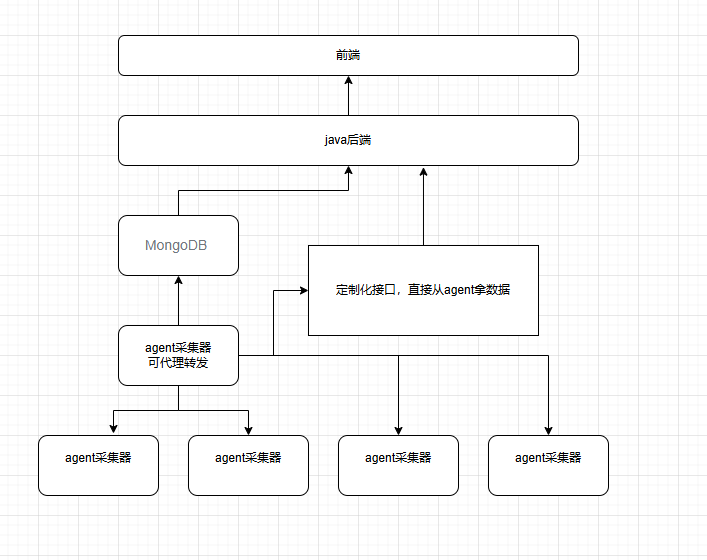 前端
java后端
MongoDB
定制化接口，直接从agent拿数据
agent采集器
可代理转发
agent采集器
agent采集器
agent采集器
agent采集器